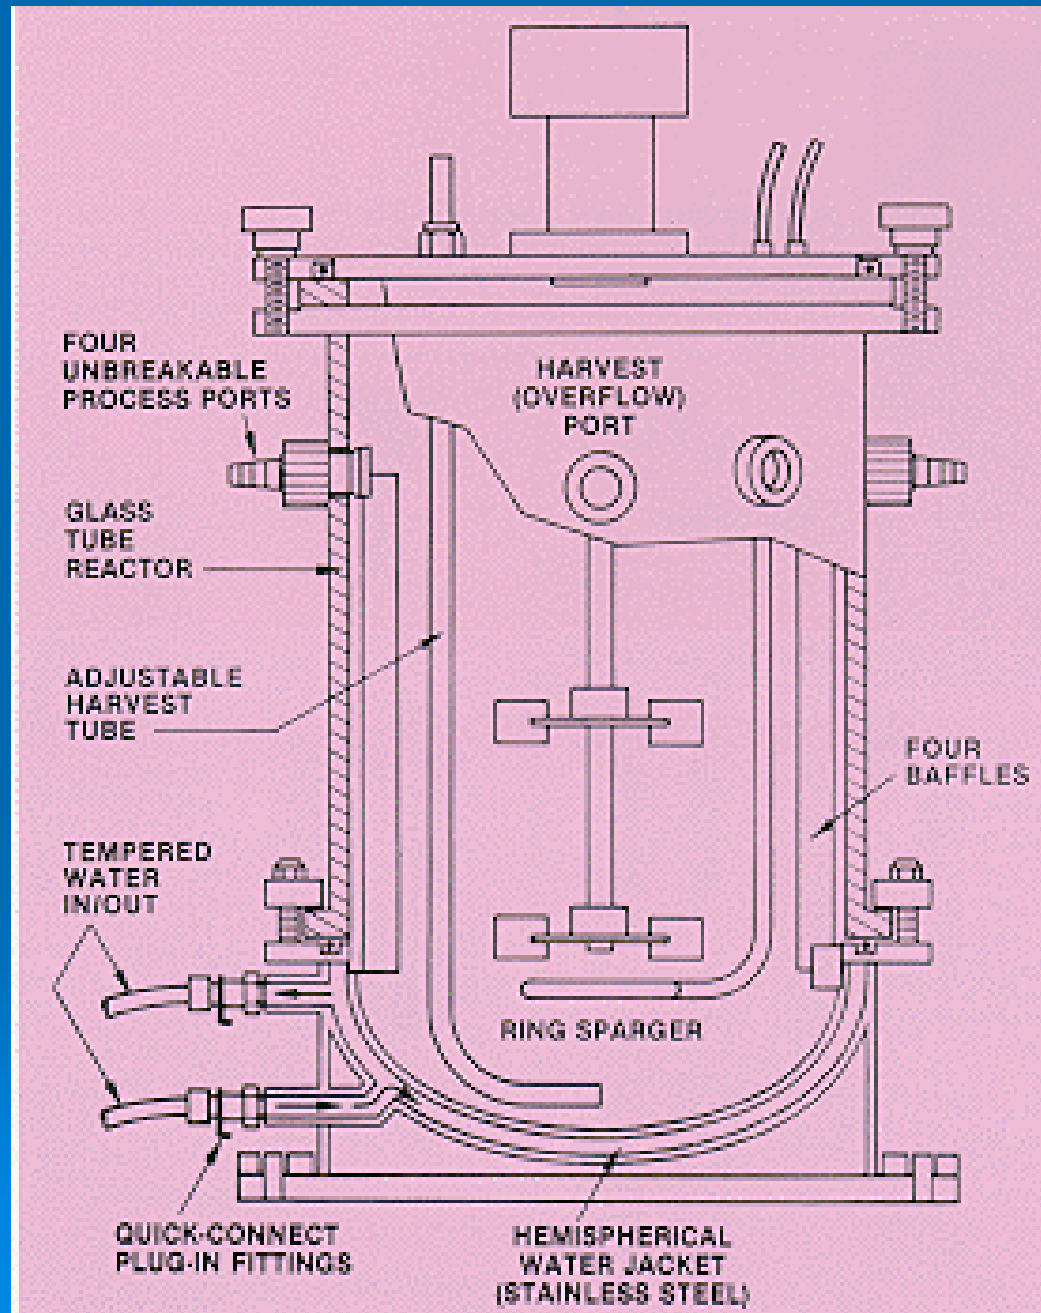 FOUR
UNBREAKABLE
PROCESS PORTS
HARVEST
(OVERFLOW)
PORT
GLASS
TUBE
REACTOR
ADJUSTABLE
HARVEST
TUBE
FOUR
BAFFLES
TEMPERED
WATER
IN/OUT
RING SPARGER
QUICK-CONNECT
PLUG-IN FITTINGS
HEMISPHERICAL
WATER JACKET
(STAINLESS STEEL)